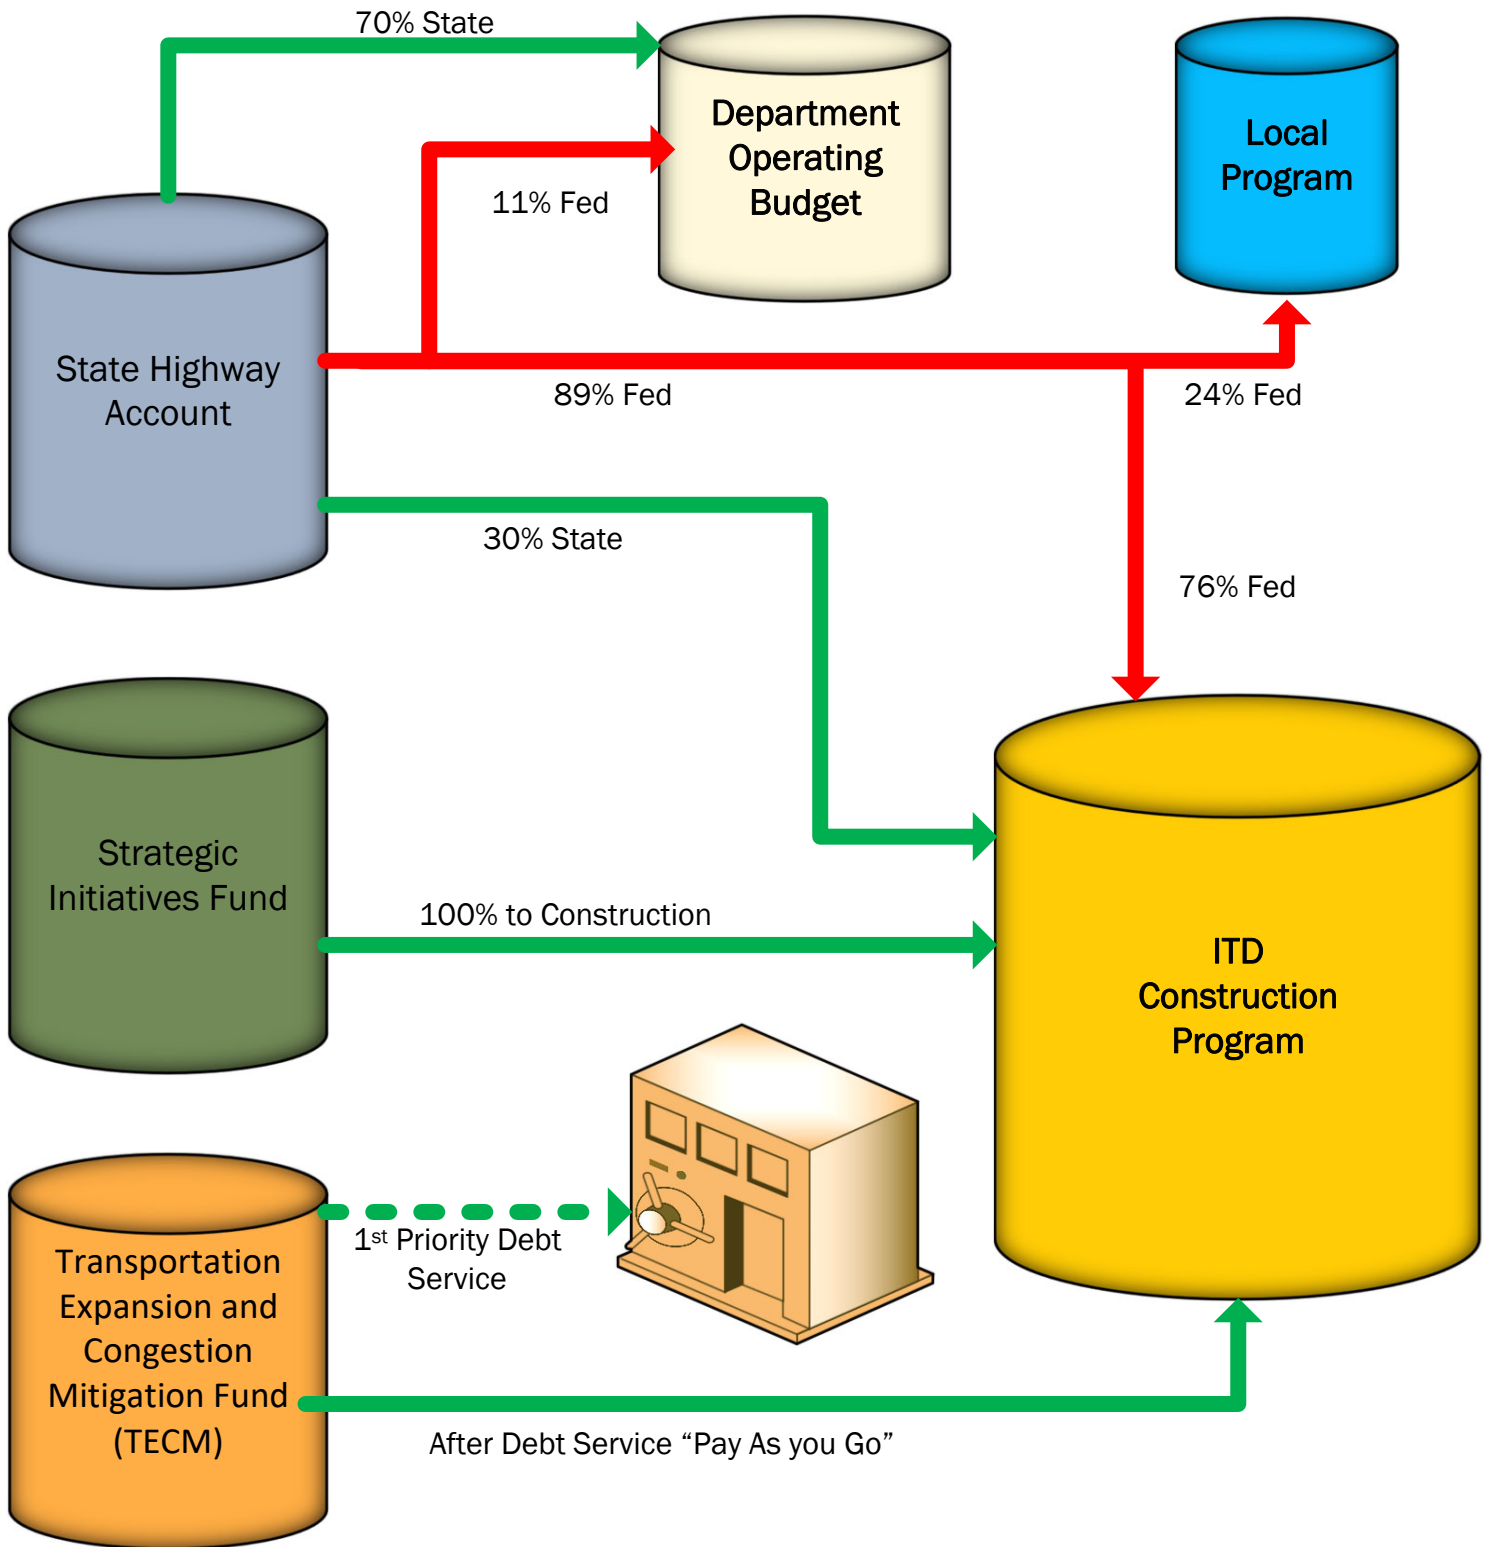 70% State
Department
Operating
Budget
Local
Program
11% Fed
State Highway
Account
89% Fed
24% Fed
30% State
76% Fed
Strategic
Initiatives Fund
100% to Construction
ITD
Construction
Program
1st Priority Debt
Service
Transportation
Expansion and
Congestion
Mitigation Fund
(TECM)
After Debt Service “Pay As you Go”